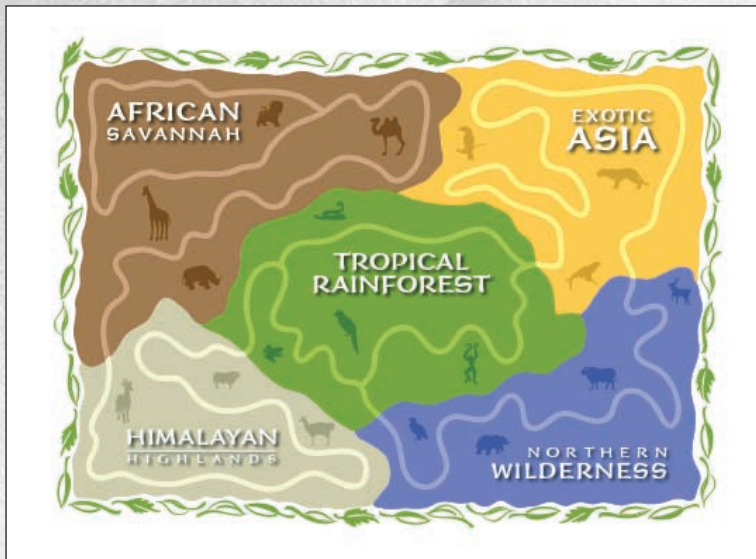 AFRICAN
SAVANNAH
EXOTIC
ASIA
TROPICAL
RAINFOREST
HIMALAYAN
HIGHLANDS
NORTHERN
WILDERNESS